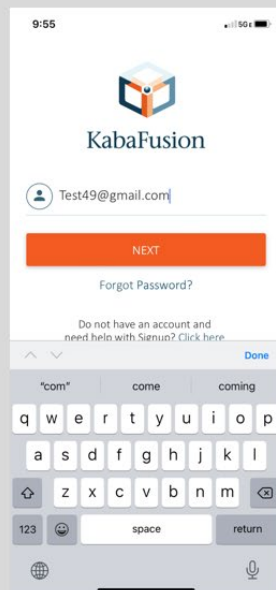 9:55
5G E
KabaFusion
Test49@gmail.com
NEXT
Forgot Password?
Do not have an account and
need help with Signup? Click here
Done
"com" come coming
q w e r t y u i o p
a s d f g h j k l
z x c v b n m
123 space return